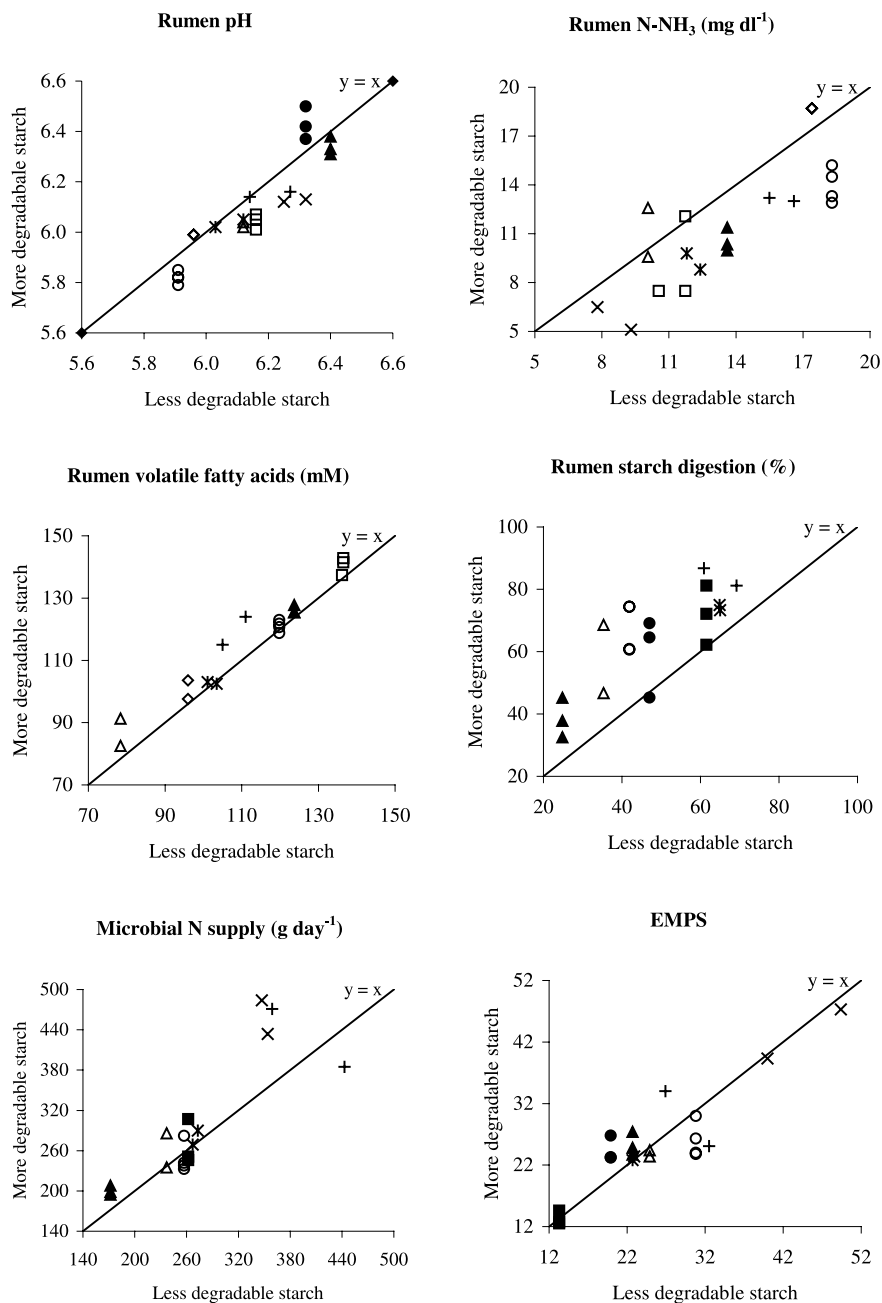 Rumen pH
6.6
6.4
6.2
6.0
5.8
5.6
5.6
5.8
6.0
6.2
6.4
6.6
y = x
More degradabale starch
Less degradable starch
Rumen N-NH₃ (mg dl⁻¹)
20
17
14
11
8
5
5
8
11
14
17
20
y = x
More degradable starch
Less degradable starch
Rumen volatile fatty acids (mM)
150
130
110
90
70
70
90
110
130
150
y = x
More degradable starch
Less degradable starch
Rumen starch digestion (%)
100
80
60
40
20
20
40
60
80
100
y = x
More degradable starch
Less degradable starch
Microbial N supply (g day⁻¹)
500
440
380
320
260
200
140
140
200
260
320
380
440
500
y = x
More degradable starch
Less degradable starch
EMPS
52
42
32
22
12
12
22
32
42
52
y = x
More degradable starch
Less degradable starch